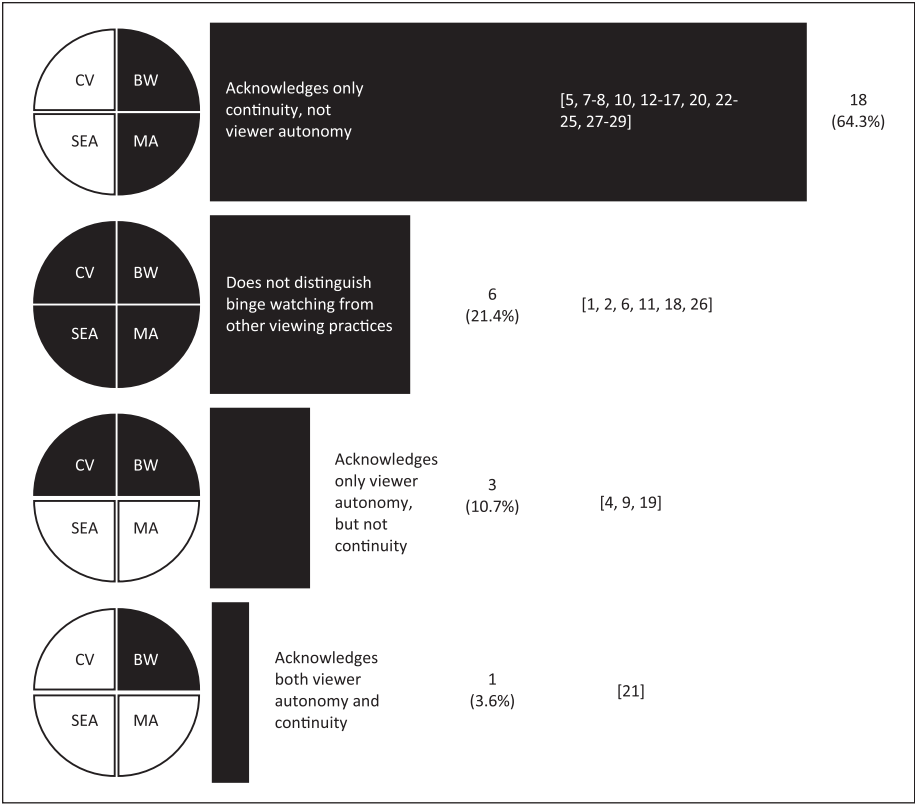 CV BW
SEA MA
Acknowledges only
continuity, not
viewer autonomy
[5, 7-8, 10, 12-17, 20, 22-
25, 27-29]
18
(64.3%)
CV BW
SEA MA
Does not distinguish
binge watching from
other viewing practices
6
(21.4%)
[1, 2, 6, 11, 18, 26]
CV BW
SEA MA
Acknowledges
only viewer
autonomy,
but not
continuity
3
(10.7%)
[4, 9, 19]
CV BW
SEA MA
Acknowledges
both viewer
autonomy and
continuity
1
(3.6%)
[21]